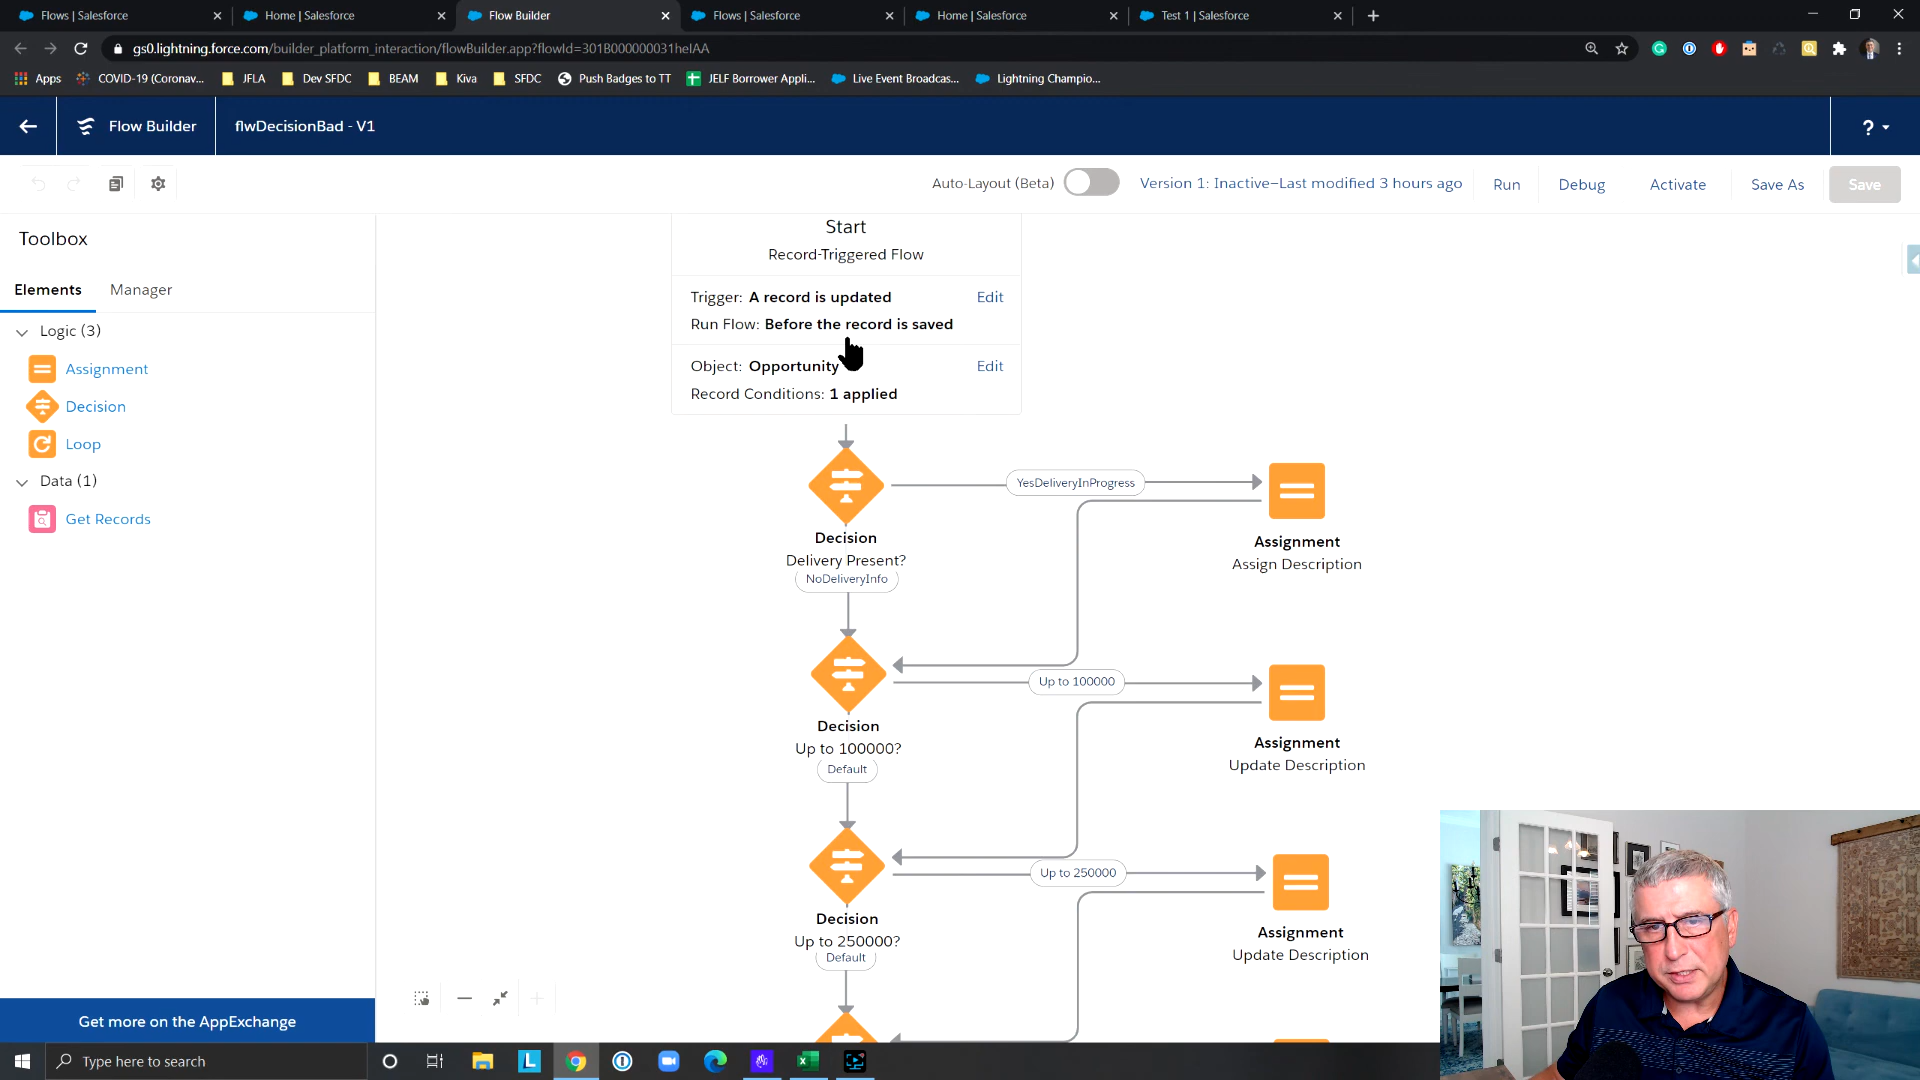 Flows | Salesforce
Home | Salesforce
Flow Builder
Flows | Salesforce
Home | Salesforce
Test 1 | Salesforce
gs0.lightning.force.com/builder_platform_interaction/flowBuilder.app?flowId=301B000000031heIAA
Apps
COVID-19 (Coronav...
JFLA
Dev SFDC
BEAM
Kiva
SFDC
Push Badges to TT
JELF Borrower Appli...
Live Event Broadcas...
Lightning Champio...
Flow Builder
flwDecisionBad - V1
?
Auto-Layout (Beta)
Version 1: Inactive—Last modified 3 hours ago
Run
Debug
Activate
Save As
Save
Toolbox
Elements
Manager
Logic (3)
Assignment
Decision
Loop
Data (1)
Get Records
Get more on the AppExchange
Start
Record-Triggered Flow
Trigger: A record is updated
Edit
Run Flow: Before the record is saved
Object: Opportunity
Edit
Record Conditions: 1 applied
YesDeliveryInProgress
Decision
Delivery Present?
NoDeliveryInfo
Assignment
Assign Description
Up to 100000
Decision
Up to 100000?
Default
Assignment
Update Description
Up to 250000
Decision
Up to 250000?
Default
Assignment
Update Description
Type here to search